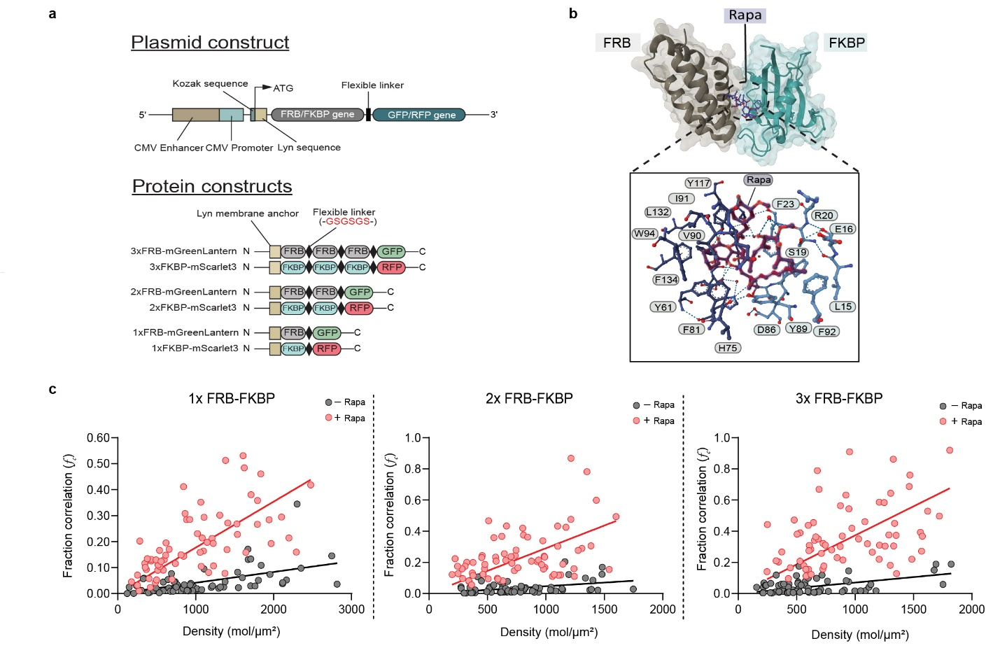 a
Plasmid construct
Kozak sequence
ATG
Flexible linker
5'
FRB/FKBP gene
GFP/RFP gene
3'
CMV Enhancer
CMV Promoter
Lyn sequence
Protein constructs
Lyn membrane anchor
Flexible linker
(-GSGSGS-)
3xFRB-mGreenLantern N FRB FRB FRB GFP C
3xFKBP-mScarlet3 N FKBP FKBP FKBP RFP C
2xFRB-mGreenLantern N FRB FRB GFP C
2xFKBP-mScarlet3 N FKBP FKBP RFP C
1xFRB-mGreenLantern N FRB GFP C
1xFKBP-mScarlet3 N FKBP RFP C
b
Rapa
FRB
FKBP
Y117
Rapa
I91
F23
L132
R20
W94
V90
E16
S19
F134
Y61
L15
F81
D86
Y89
F92
H75
c
1x FRB-FKBP
− Rapa
+ Rapa
Fraction correlation (fc)
0.60
0.50
0.40
0.30
0.20
0.10
0.00
0 1000 2000 3000
Density (mol/µm²)
2x FRB-FKBP
− Rapa
+ Rapa
Fraction correlation (fc)
1.0
0.8
0.6
0.4
0.2
0.0
0 500 1000 1500 2000
Density (mol/µm²)
3x FRB-FKBP
− Rapa
+ Rapa
Fraction correlation (fc)
1.0
0.8
0.6
0.4
0.2
0.0
0 500 1000 1500 2000
Density (mol/µm²)